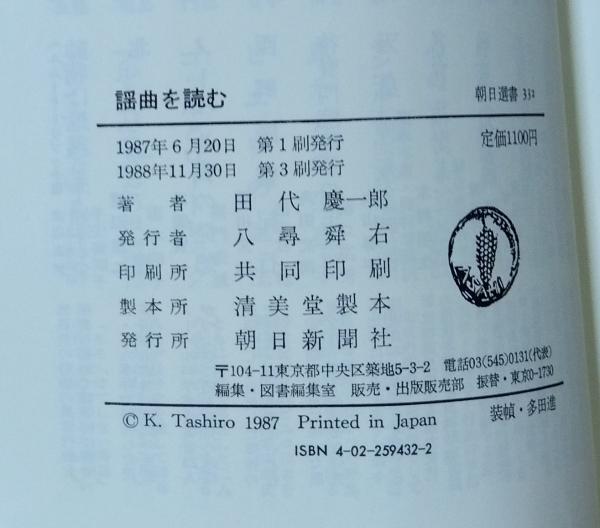 謡曲を読む 朝日選書 332
1987年6月20日 第1刷発行 定価1100円
1988年11月30日 第3刷発行
著者 田代慶一郎
発行者 八尋舜右
印刷所 共同印刷
製本所 清美堂製本
発行所 朝日新聞社
〒104-11東京都中央区築地5-3-2 電話03(545)0131(代表)
編集・図書編集室 販売・出版販売部 振替・東京0-1730
© K. Tashiro 1987 Printed in Japan 装幀・多田進
ISBN 4-02-259432-2